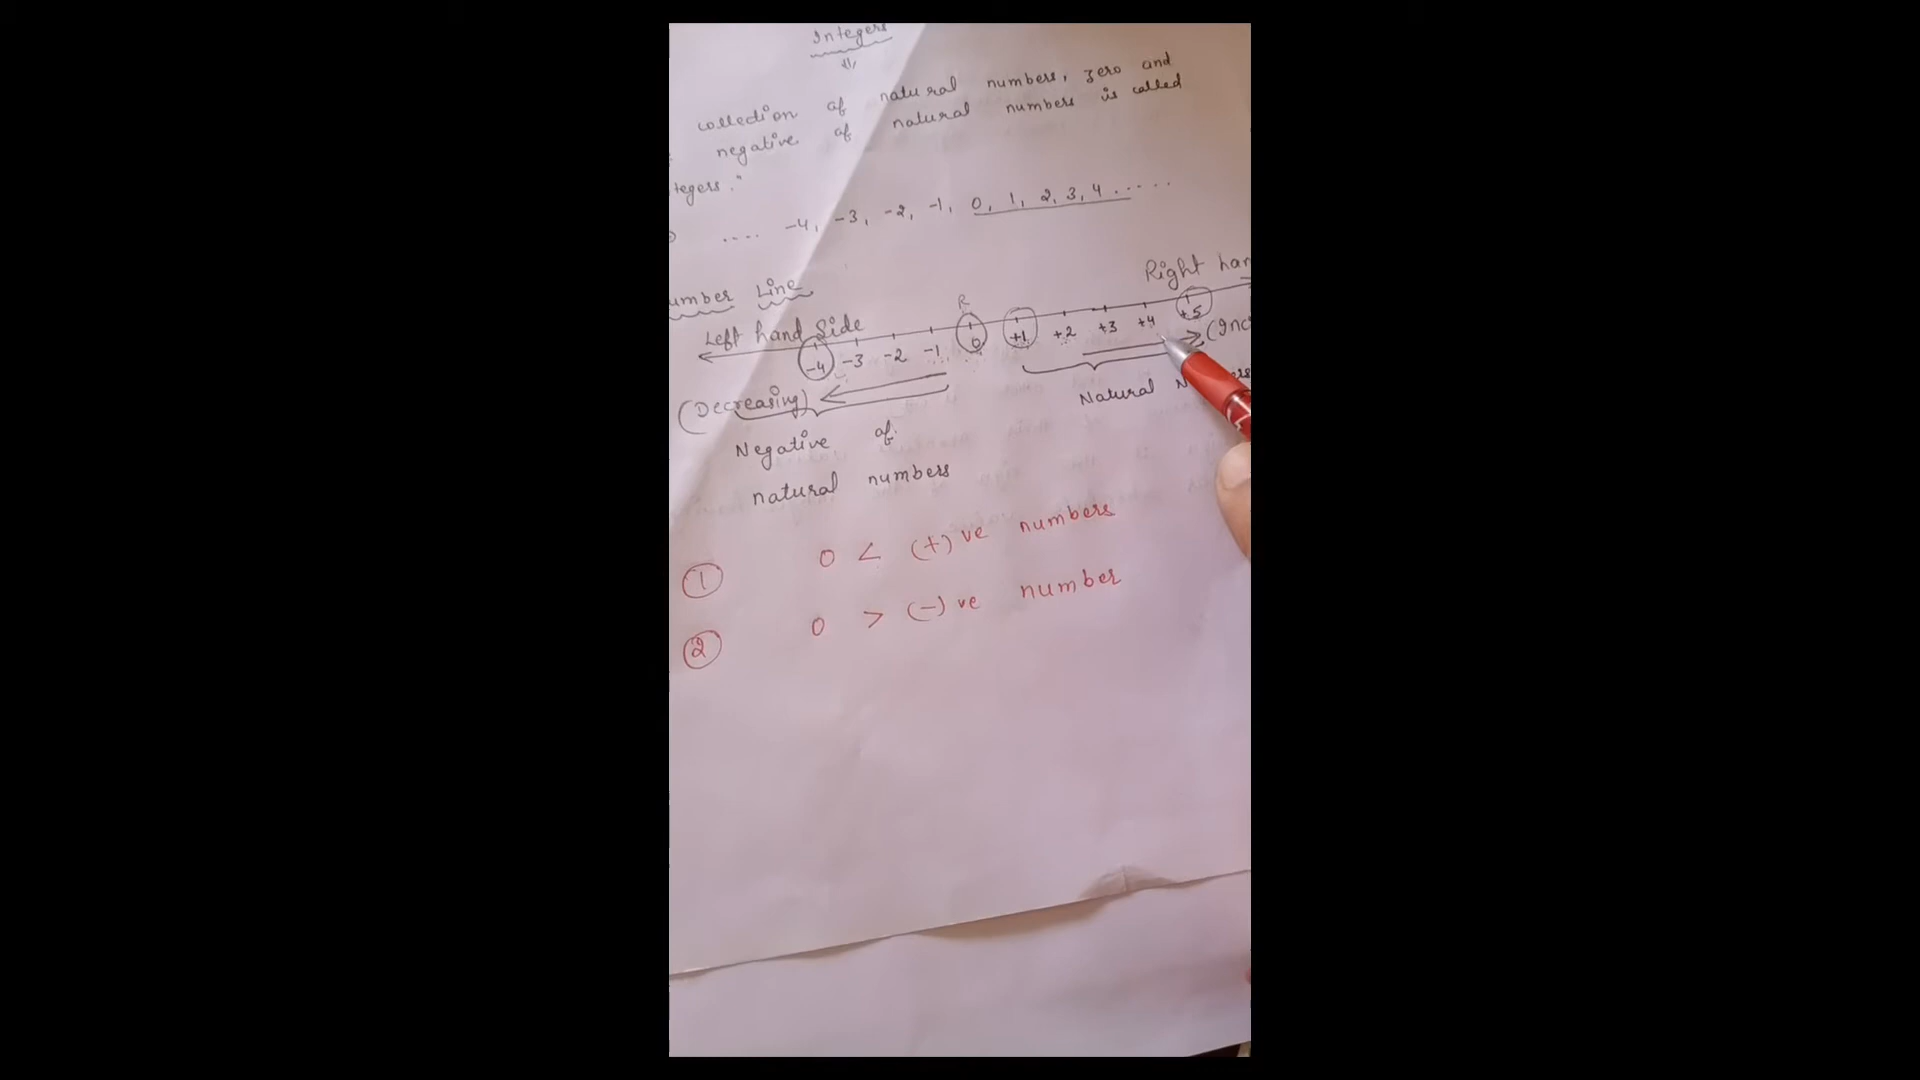 Integers
collection of natural numbers, zero and
negative of natural numbers is called
tegers."
.... -4, -3, -2, -1, 0, 1, 2, 3, 4 .....
umber Line
Right han
Left hand Side
R
-4 -3 -2 -1 0 +1 +2 +3 +4 +5
(Decreasing) (Inc
Natural N ers
Negative of
natural numbers
① 0 < (+)ve numbers
② 0 > (-)ve number